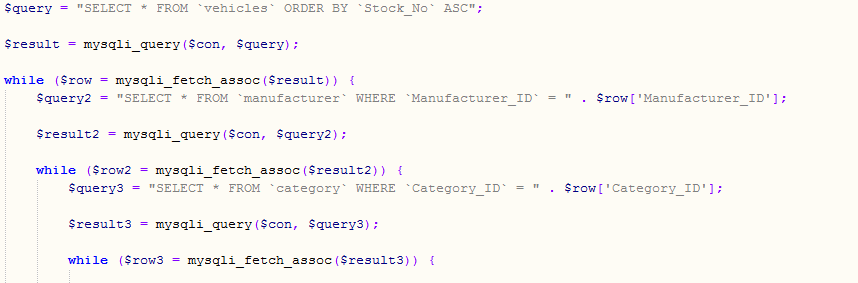 $query = "SELECT * FROM `vehicles` ORDER BY `Stock_No` ASC";
$result = mysqli_query($con, $query);
while ($row = mysqli_fetch_assoc($result)) {
$query2 = "SELECT * FROM `manufacturer` WHERE `Manufacturer_ID` = " . $row['Manufacturer_ID'];
$result2 = mysqli_query($con, $query2);
while ($row2 = mysqli_fetch_assoc($result2)) {
$query3 = "SELECT * FROM `category` WHERE `Category_ID` = " . $row['Category_ID'];
$result3 = mysqli_query($con, $query3);
while ($row3 = mysqli_fetch_assoc($result3)) {